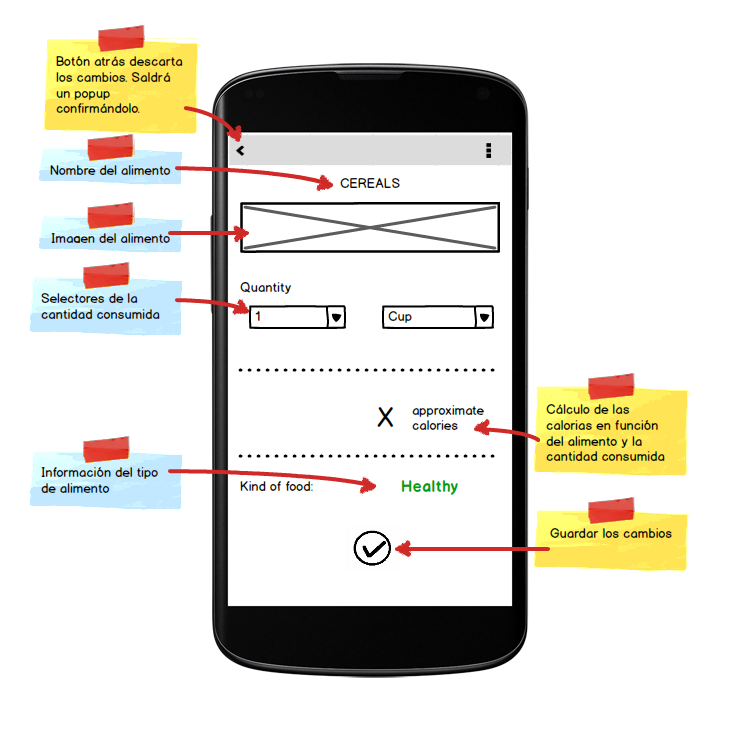 Botón atrás descarta
los cambios. Saldrá
un popup
confirmándolo.
Nombre del alimento
CEREALS
Imagen del alimento
Quantity
Selectores de la
cantidad consumida
1
Cup
X
approximate
calories
Cálculo de las
calorias en función
del alimento y la
cantidad consumida
Información del tipo
de alimento
Kind of food:
Healthy
Guardar los cambios